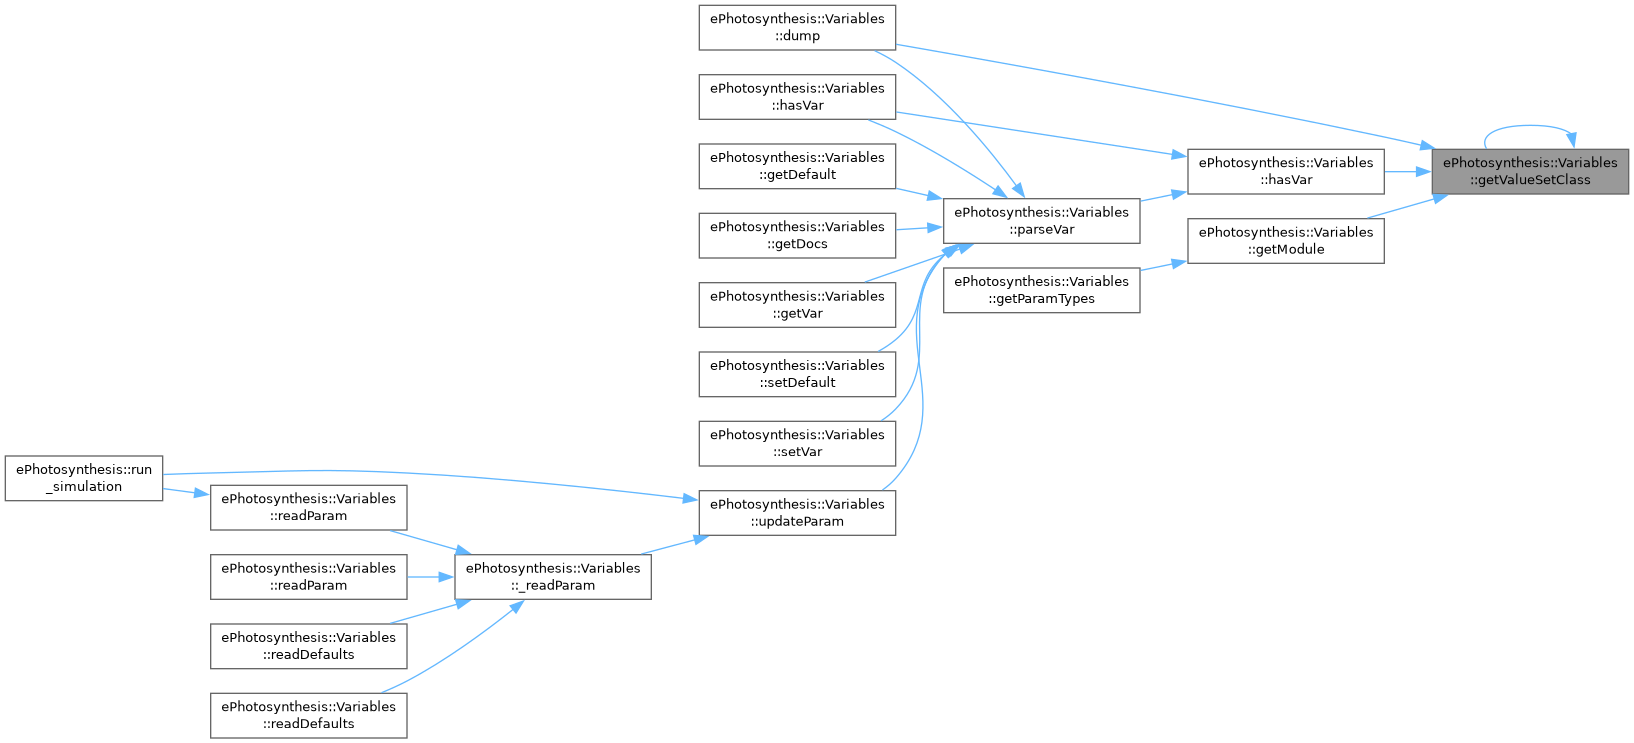 ePhotosynthesis::Variables
::dump
ePhotosynthesis::Variables
::hasVar
ePhotosynthesis::Variables
::getDefault
ePhotosynthesis::Variables
::getDocs
ePhotosynthesis::Variables
::getVar
ePhotosynthesis::Variables
::setDefault
ePhotosynthesis::Variables
::setVar
ePhotosynthesis::Variables
::updateParam
ePhotosynthesis::Variables
::parseVar
ePhotosynthesis::Variables
::getParamTypes
ePhotosynthesis::Variables
::hasVar
ePhotosynthesis::Variables
::getModule
ePhotosynthesis::Variables
::getValueSetClass
ePhotosynthesis::run
_simulation
ePhotosynthesis::Variables
::readParam
ePhotosynthesis::Variables
::readParam
ePhotosynthesis::Variables
::readDefaults
ePhotosynthesis::Variables
::readDefaults
ePhotosynthesis::Variables
::_readParam